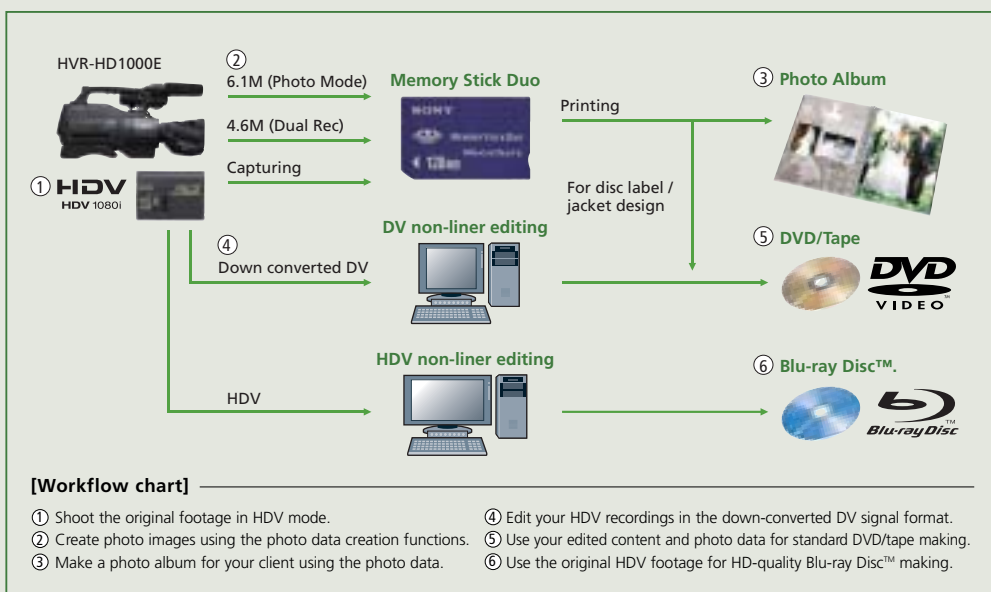 HVR-HD1000E
②
6.1M (Photo Mode)
4.6M (Dual Rec)
Capturing
① HDV
HDV 1080i
Memory Stick Duo
SONY
Printing
③ Photo Album
For disc label /
jacket design
④
Down converted DV
DV non-liner editing
⑤ DVD/Tape
DVD
VIDEO
HDV
HDV non-liner editing
⑥ Blu-ray Disc™.
Blu-ray Disc™
[Workflow chart]
① Shoot the original footage in HDV mode.
② Create photo images using the photo data creation functions.
③ Make a photo album for your client using the photo data.
④ Edit your HDV recordings in the down-converted DV signal format.
⑤ Use your edited content and photo data for standard DVD/tape making.
⑥ Use the original HDV footage for HD-quality Blu-ray Disc™ making.